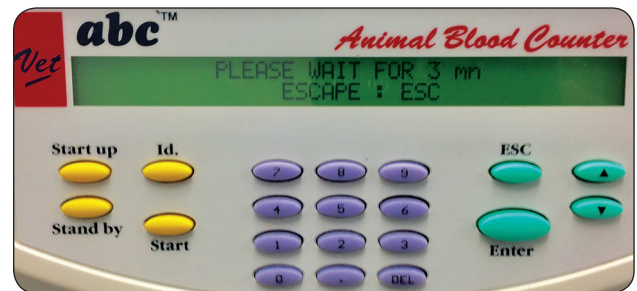 Vet
abc™
Animal Blood Counter
PLEASE WAIT FOR 3 mn
ESCAPE : ESC
Start up
Id.
Stand by
Start
7 8 9
4 5 6
1 2 3
0 . DEL
ESC
▲
Enter
▼